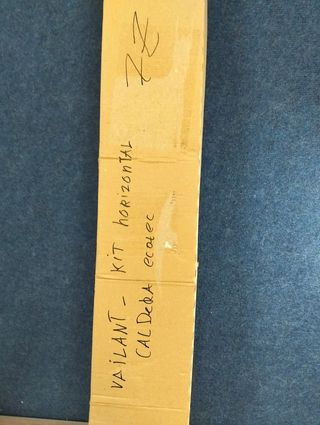 VAILANT - KIT HORIZONTAL
CALDERA ecotec